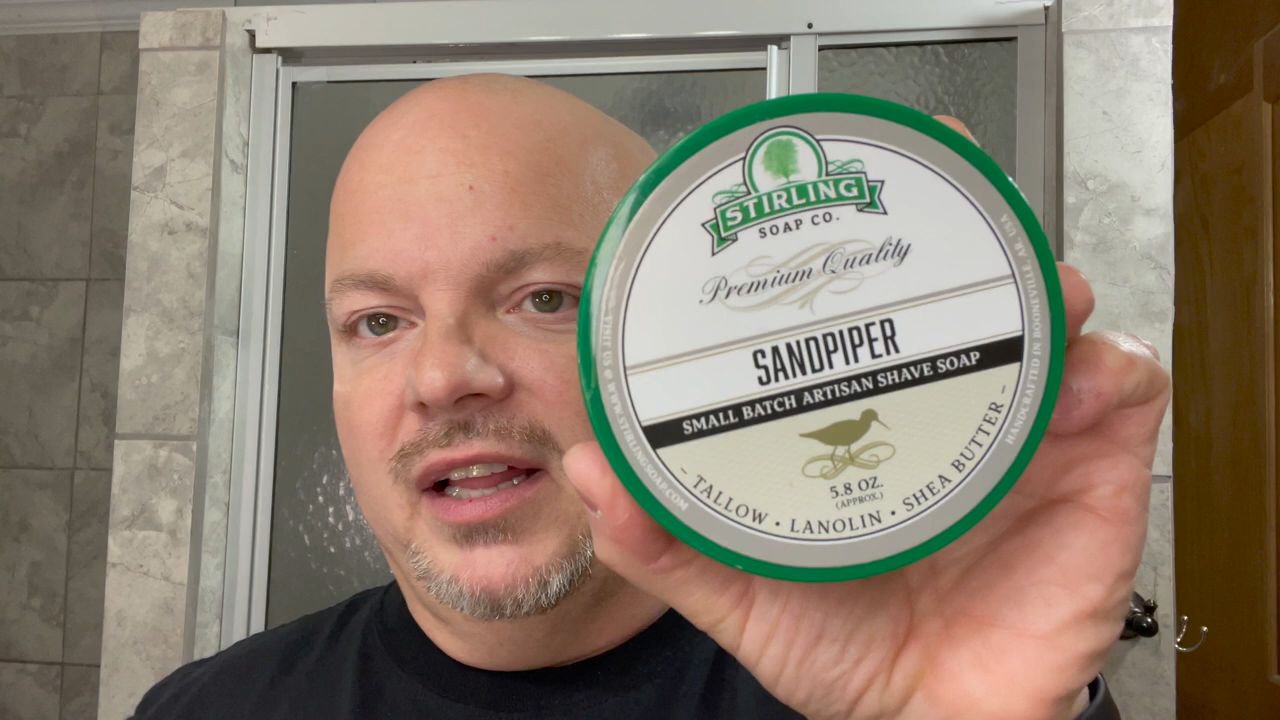 STIRLING
SOAP CO.
Premium Quality
SANDPIPER
SMALL BATCH ARTISAN SHAVE SOAP
5.8 OZ.
(APPROX.)
- TALLOW • LANOLIN • SHEA BUTTER -
VISIT US @ WWW.STIRLINGSOAP.COM
HANDCRAFTED IN BOONEVILLE, AR, USA